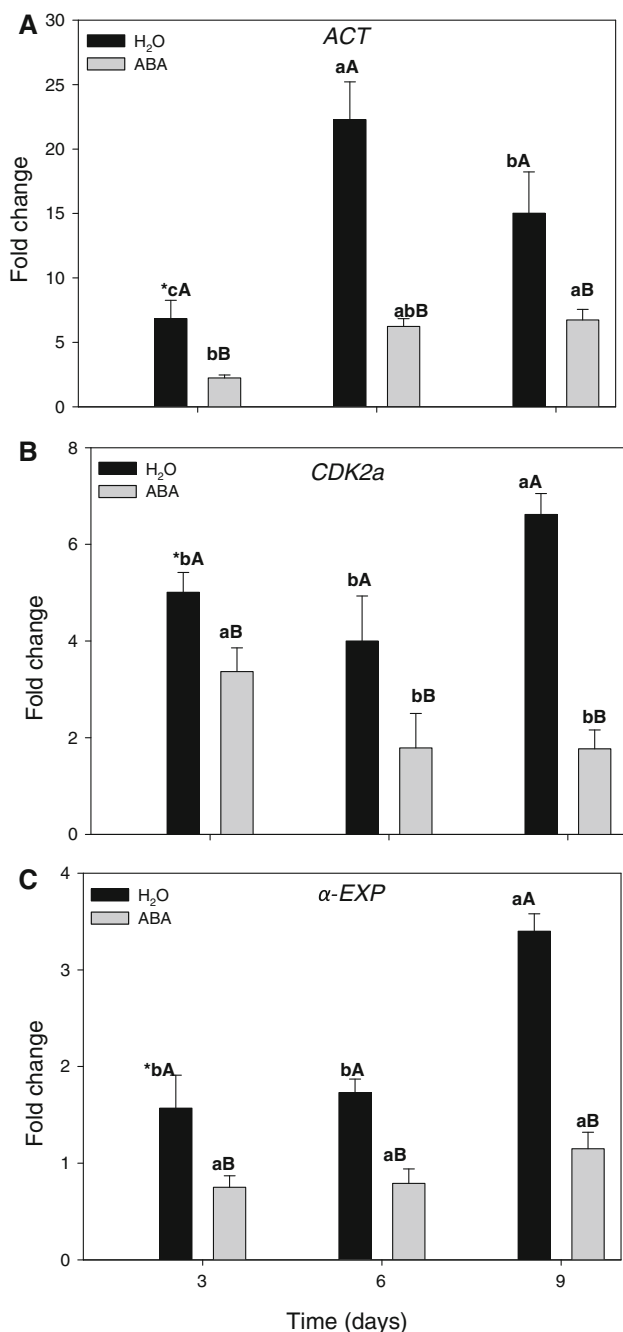 A
ACT
H₂O
ABA
30
25
20
15
10
5
0
Fold change
*cA
bB
aA
abB
bA
aB
B
CDK2a
H₂O
ABA
8
6
4
2
0
Fold change
*bA
aB
bA
bB
aA
bB
C
α-EXP
H₂O
ABA
4
3
2
1
0
Fold change
*bA
aB
bA
aB
aA
aB
3 6 9
Time (days)